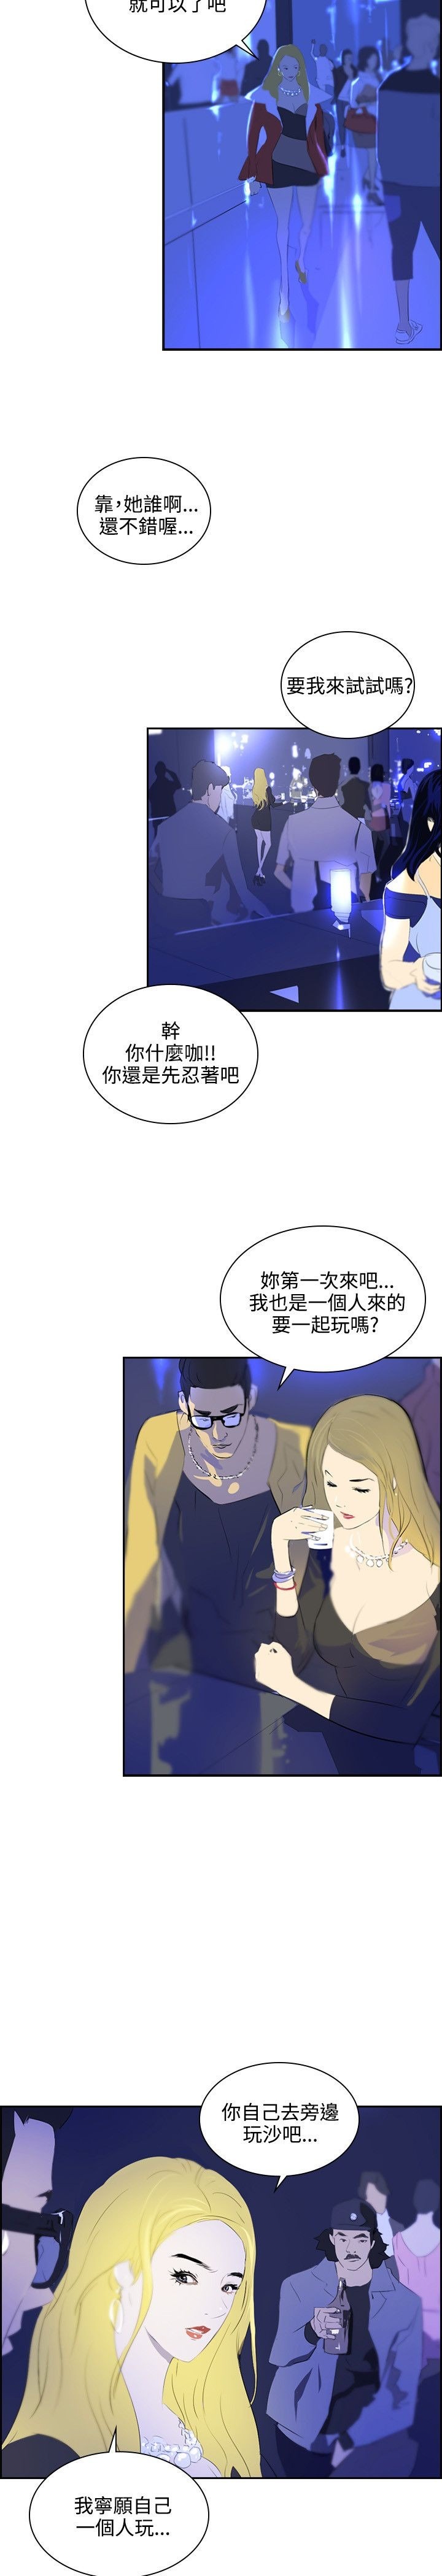 就可以了吧
靠,她誰啊...
還不錯喔...
要我來試試嗎?
幹
你什麼咖!!
你還是先忍著吧
妳第一次來吧...
我也是一個人來的
要一起玩嗎?
你自己去旁邊
玩沙吧...
我寧願自己
一個人玩...